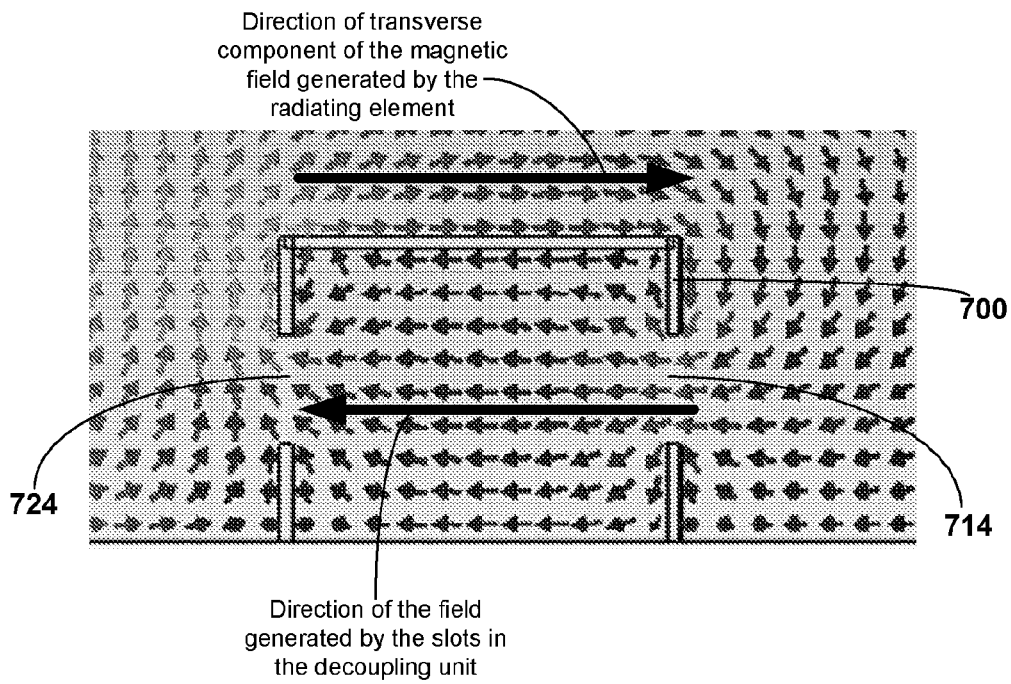 Direction of transverse
component of the magnetic
field generated by the
radiating element
700
724
714
Direction of the field
generated by the slots in
the decoupling unit